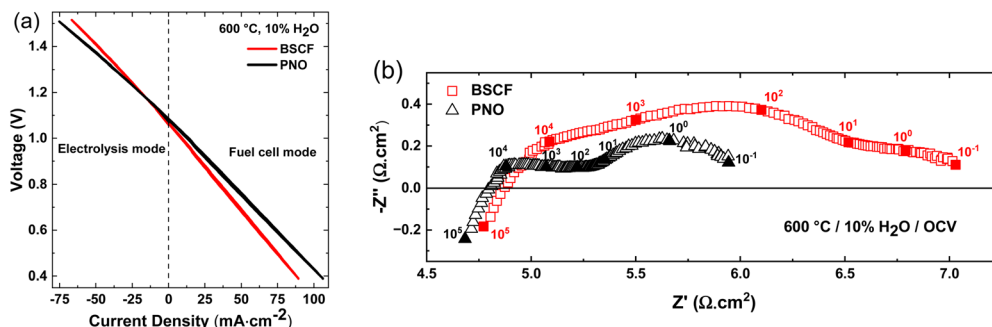 (a)
600 °C, 10% H₂O
BSCF
PNO
Electrolysis mode
Fuel cell mode
Voltage (V)
1.4
1.2
1.0
0.8
0.6
0.4
-75 -50 -25 0 25 50 75 100
Current Density (mA·cm⁻²)
(b)
BSCF
PNO
-Z'' (Ω.cm²)
0.4
0.2
0.0
−0.2
10⁵ 10⁴ 10³ 10² 10¹ 10⁰ 10⁻¹
10⁵ 10⁴ 10³ 10² 10¹ 10⁰ 10⁻¹
600 °C / 10% H₂O / OCV
4.5 5.0 5.5 6.0 6.5 7.0
Z' (Ω.cm²)